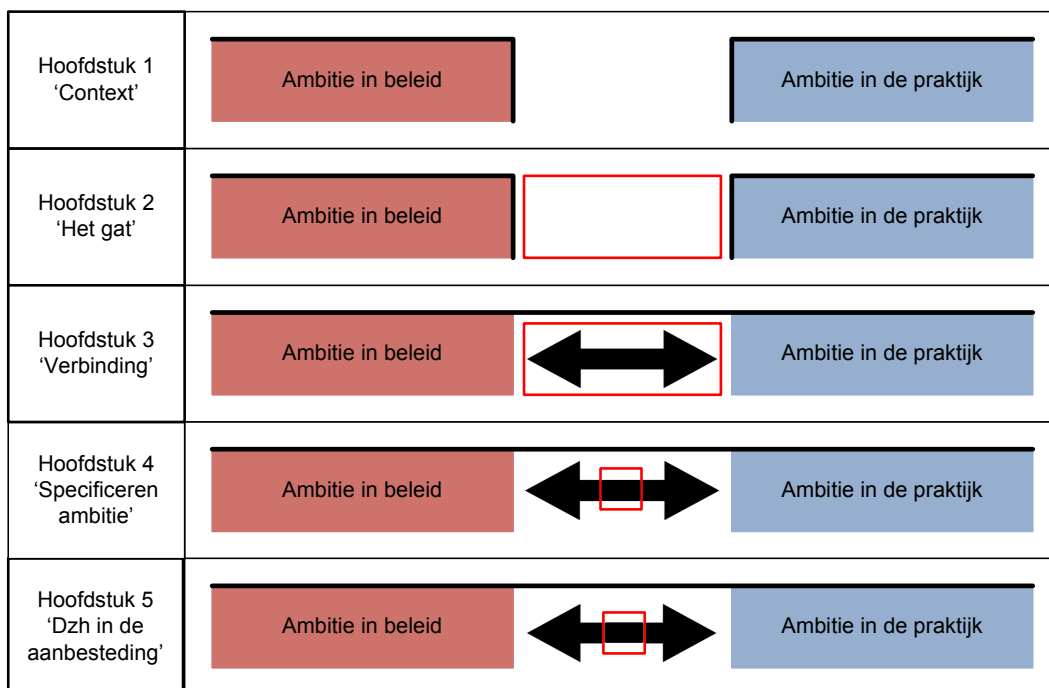 Hoofdstuk 1
‘Context’
Ambitie in beleid
Ambitie in de praktijk
Hoofdstuk 2
‘Het gat’
Ambitie in beleid
Ambitie in de praktijk
Hoofdstuk 3
‘Verbinding’
Ambitie in beleid
Ambitie in de praktijk
Hoofdstuk 4
‘Specificeren
ambitie’
Ambitie in beleid
Ambitie in de praktijk
Hoofdstuk 5
‘Dzh in de
aanbesteding’
Ambitie in beleid
Ambitie in de praktijk